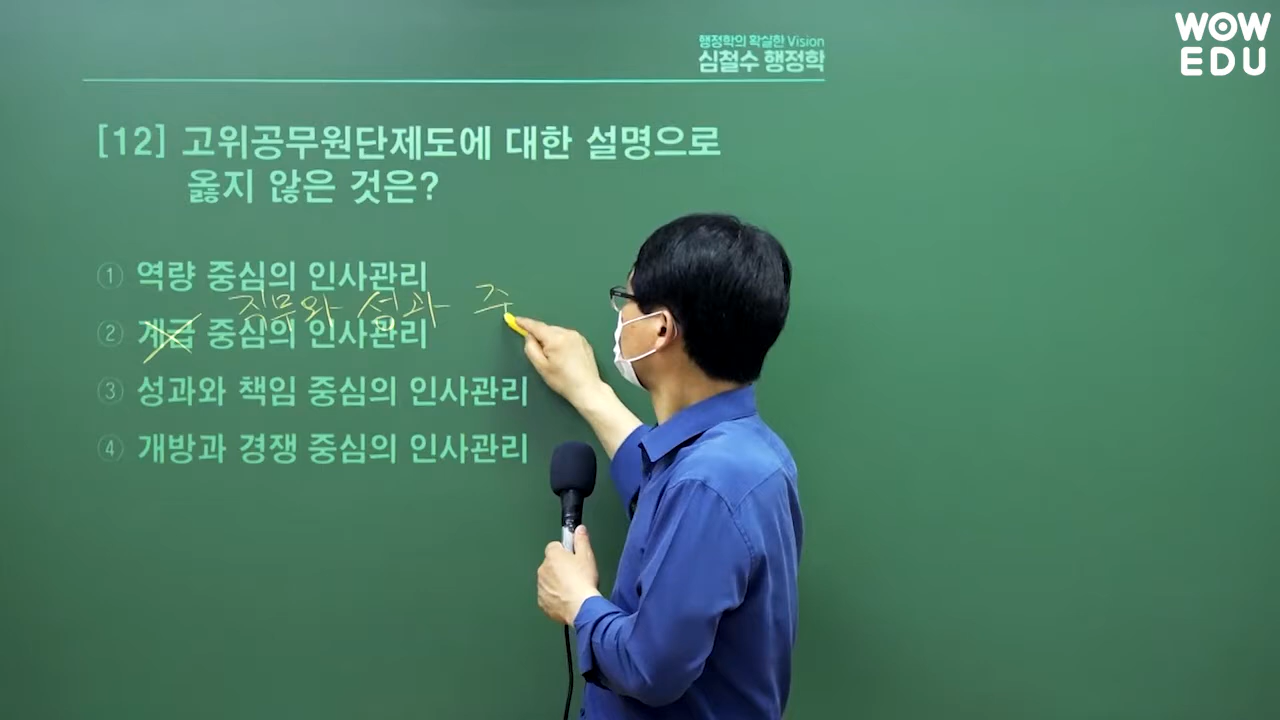 WOW
EDU
행정학의 확실한 Vision
심철수 행정학
[12] 고위공무원단제도에 대한 설명으로
옳지 않은 것은?
① 역량 중심의 인사관리
직무와 성과 주
② 계급 중심의 인사관리
③ 성과와 책임 중심의 인사관리
④ 개방과 경쟁 중심의 인사관리